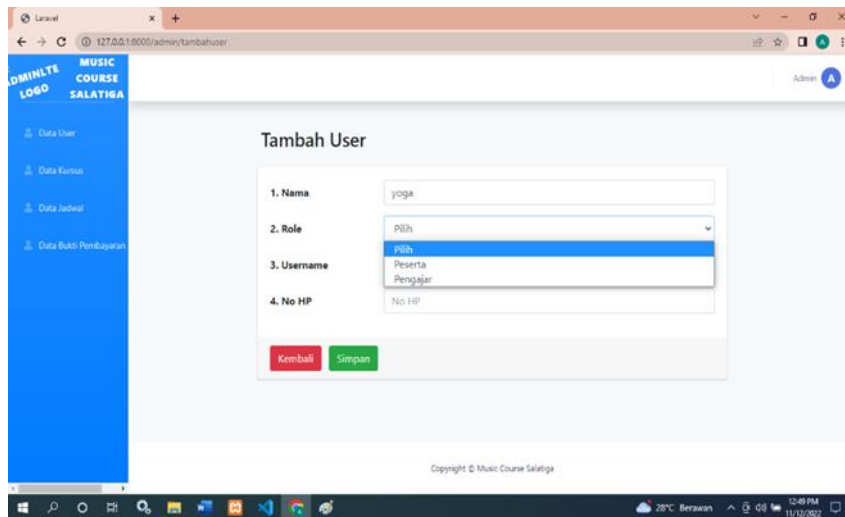 Laravel
127.0.0.1:8000/admin/tambahuser
DMINLTE
LOGO
MUSIC
COURSE
SALATIGA
Admin A
Data User
Data Kursus
Data Jadwal
Data Bukti Pembayaran
Tambah User
1. Nama yoga
2. Role Pilih
Pilih
Peserta
Pengajar
3. Username
4. No HP No HP
Kembali Simpan
Copyright © Music Course Salatiga
28°C Berawan 12:49 PM
11/12/2022